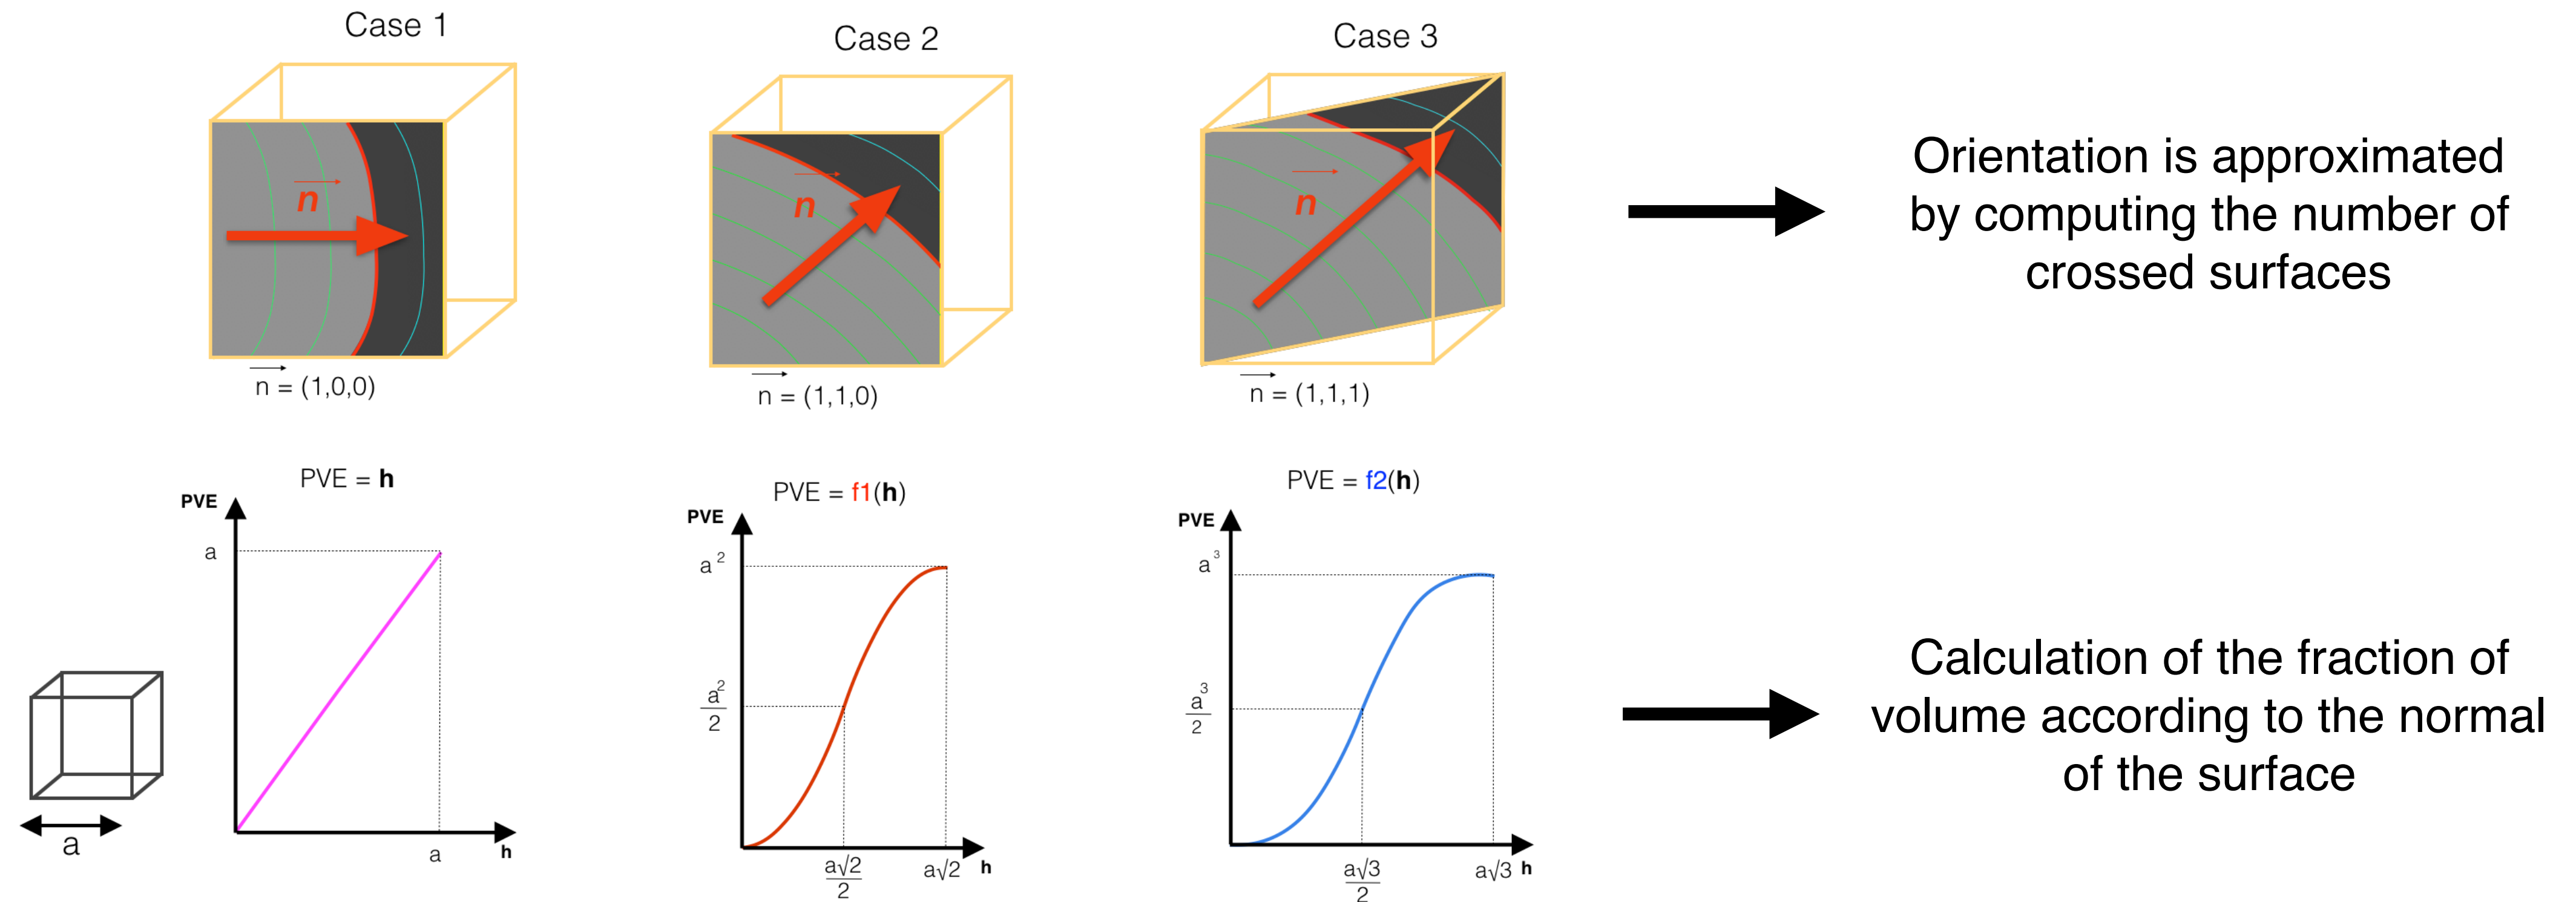 Case 1
Case 2
Case 3
n
n
n
n = (1,0,0)
n = (1,1,0)
n = (1,1,1)
Orientation is approximated
by computing the number of
crossed surfaces
PVE = h
PVE
a
a
h
a
PVE = f1(h)
PVE
a²
a²/2
a√2/2
a√2
h
PVE = f2(h)
PVE
a³
a³/2
a√3/2
a√3
h
Calculation of the fraction of
volume according to the normal
of the surface